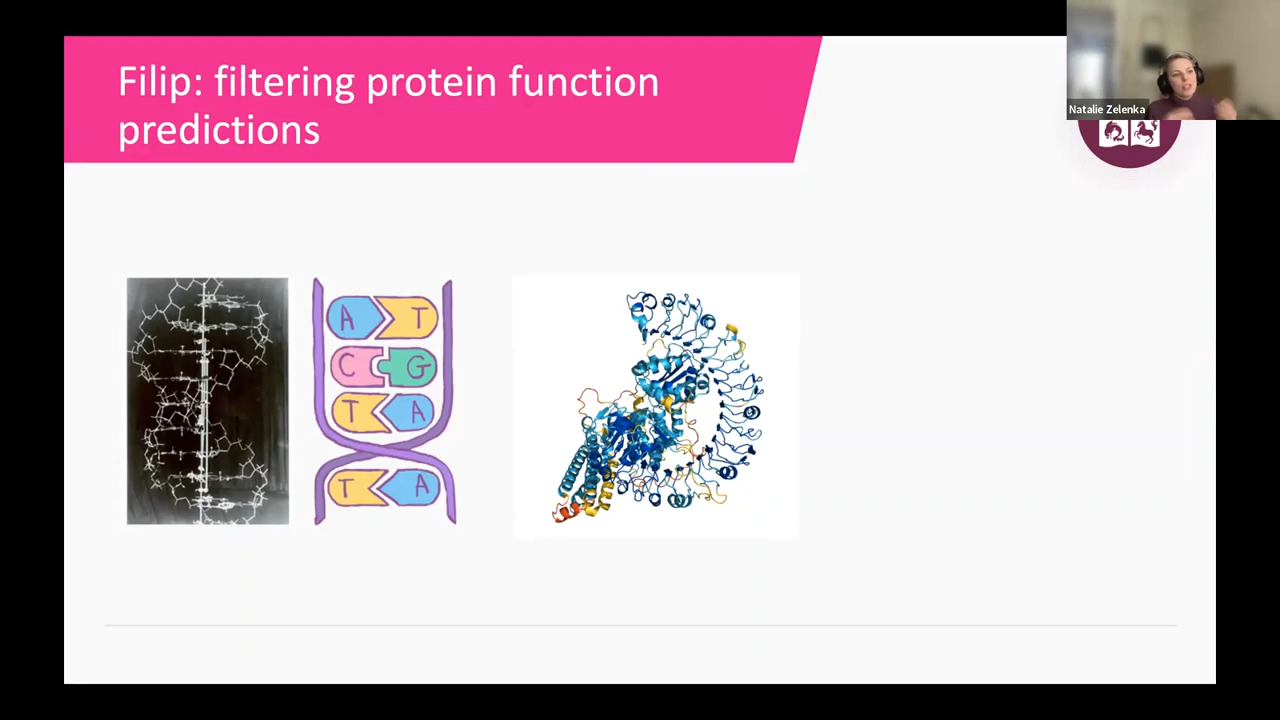 Filip: filtering protein function
predictions
Natalie Zelenka
A T
C G
T A
T A